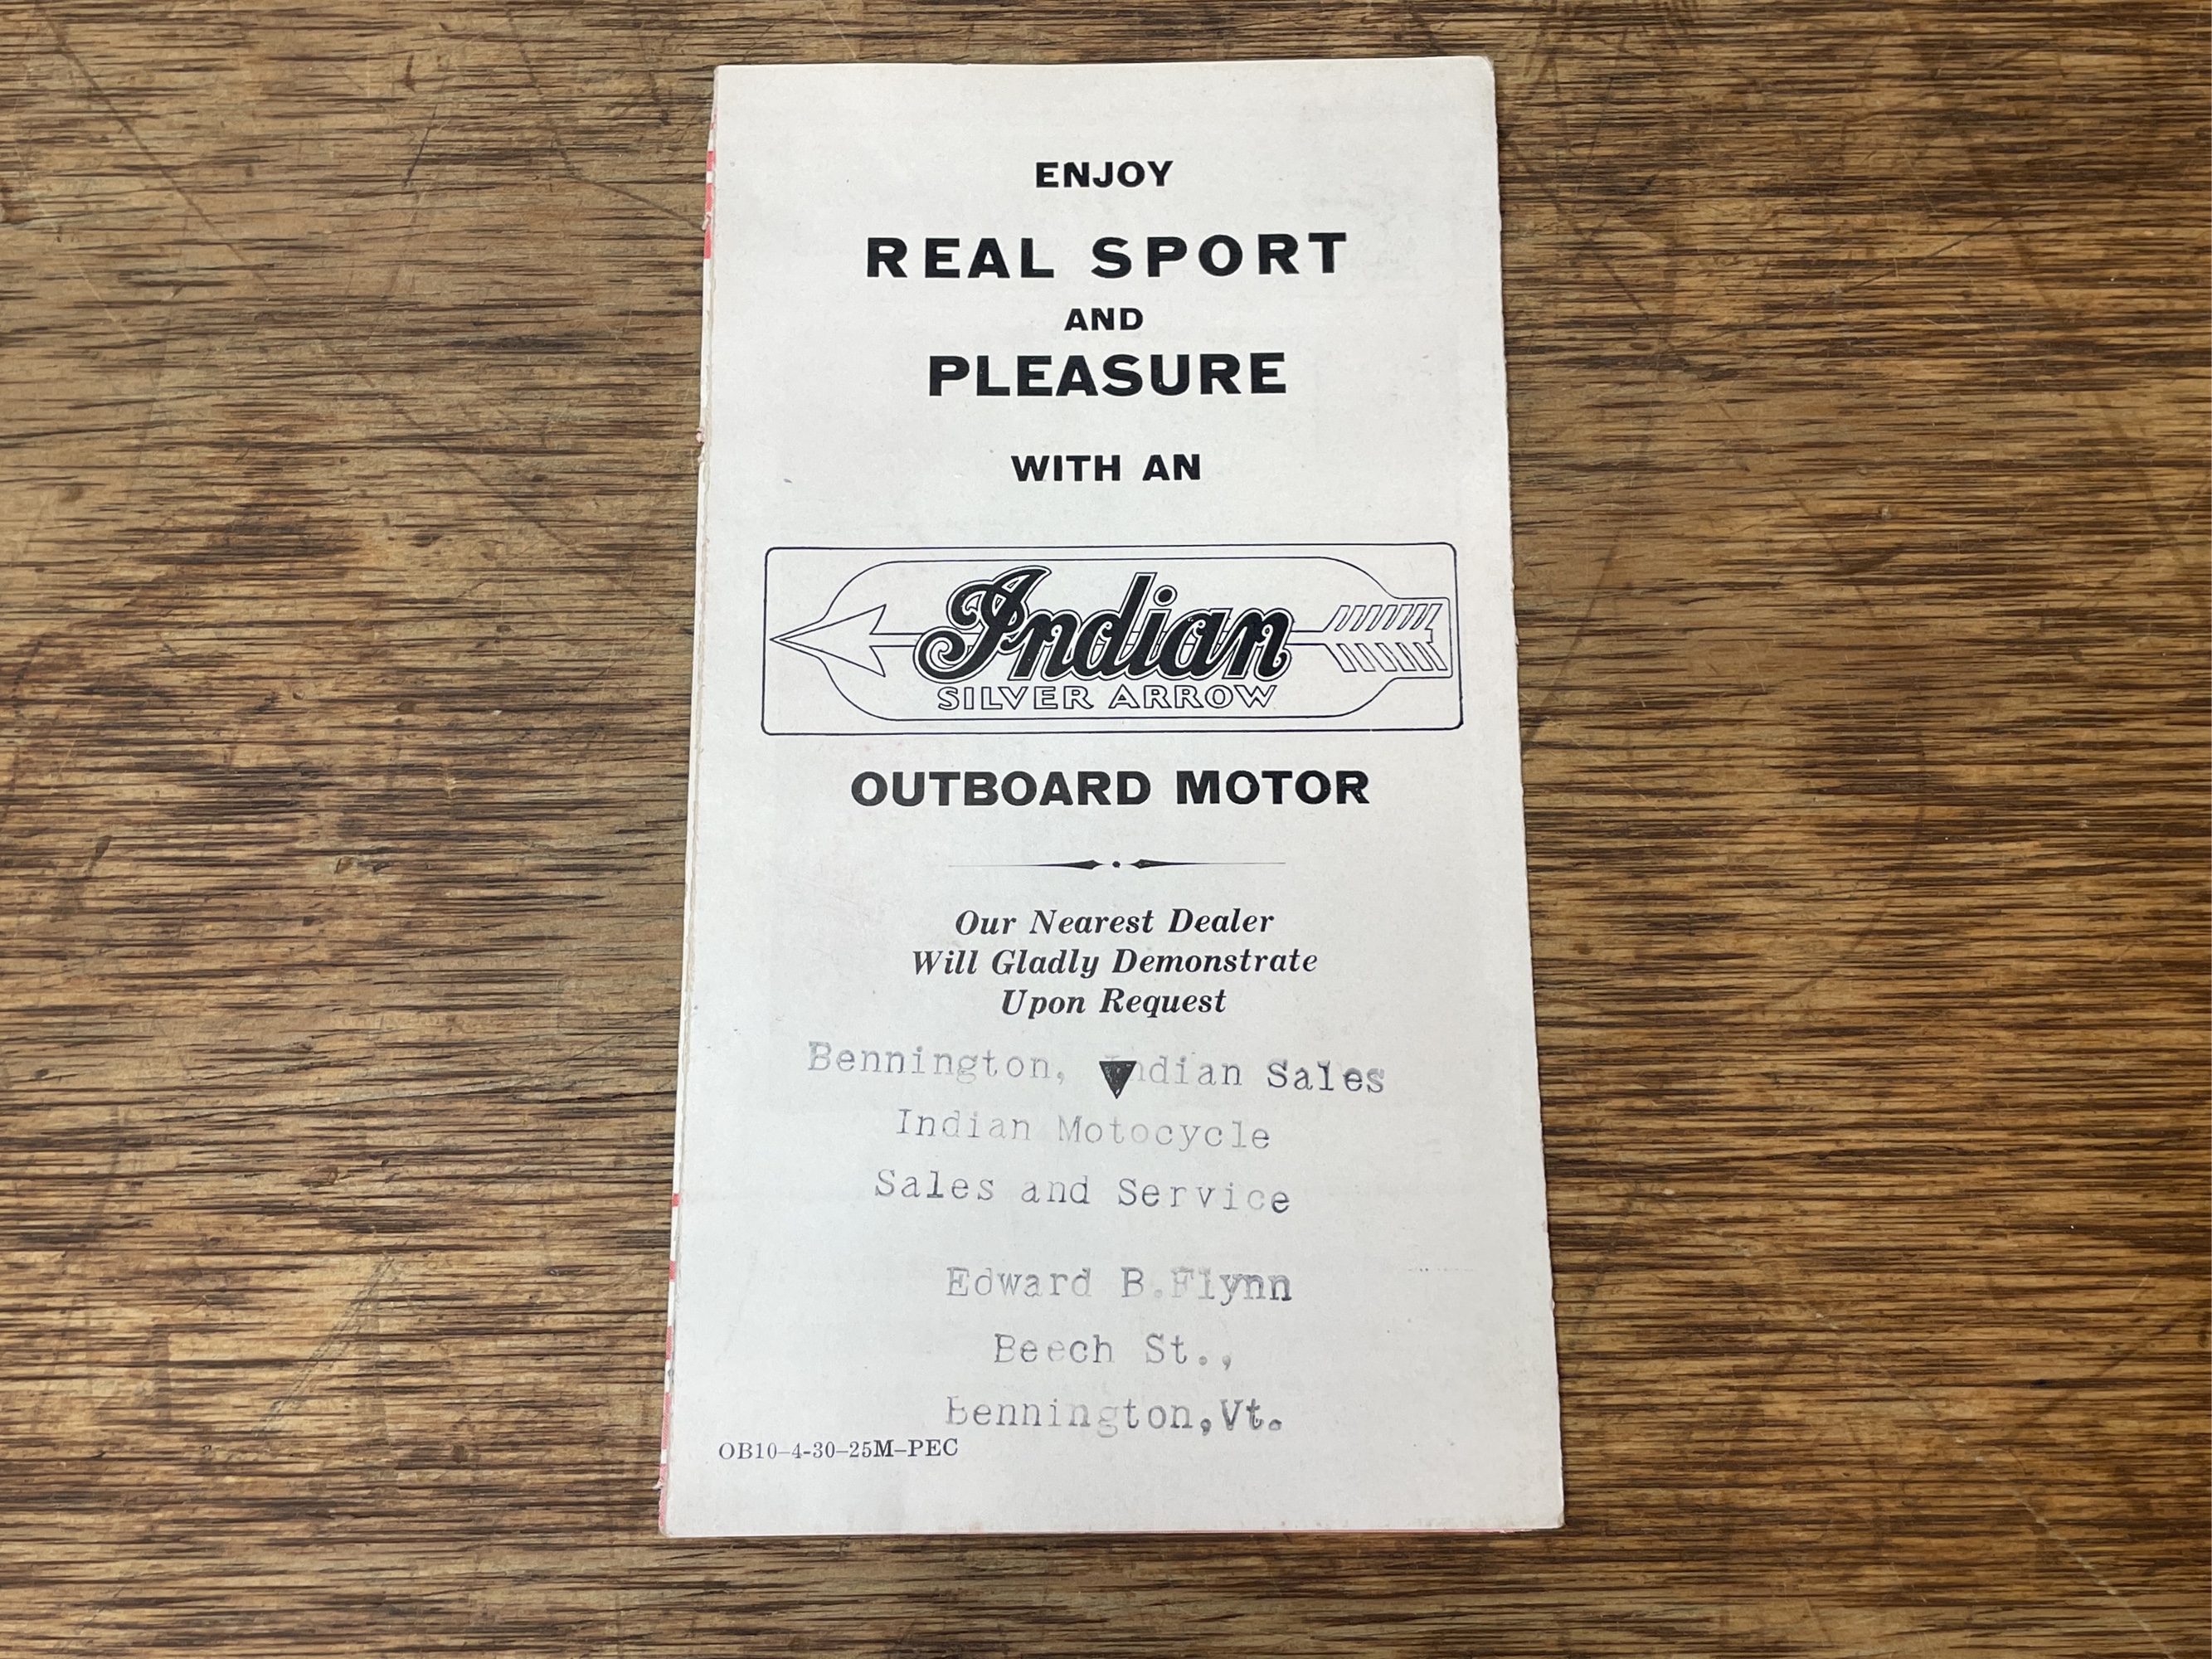 ENJOY
REAL SPORT
AND
PLEASURE
WITH AN
Indian
SILVER ARROW
OUTBOARD MOTOR
Our Nearest Dealer
Will Gladly Demonstrate
Upon Request
Bennington, Indian Sales
Indian Motocycle
Sales and Service
Edward B.Flynn
Beech St.,
Bennington,Vt.
OB10–4-30–25M–PEC